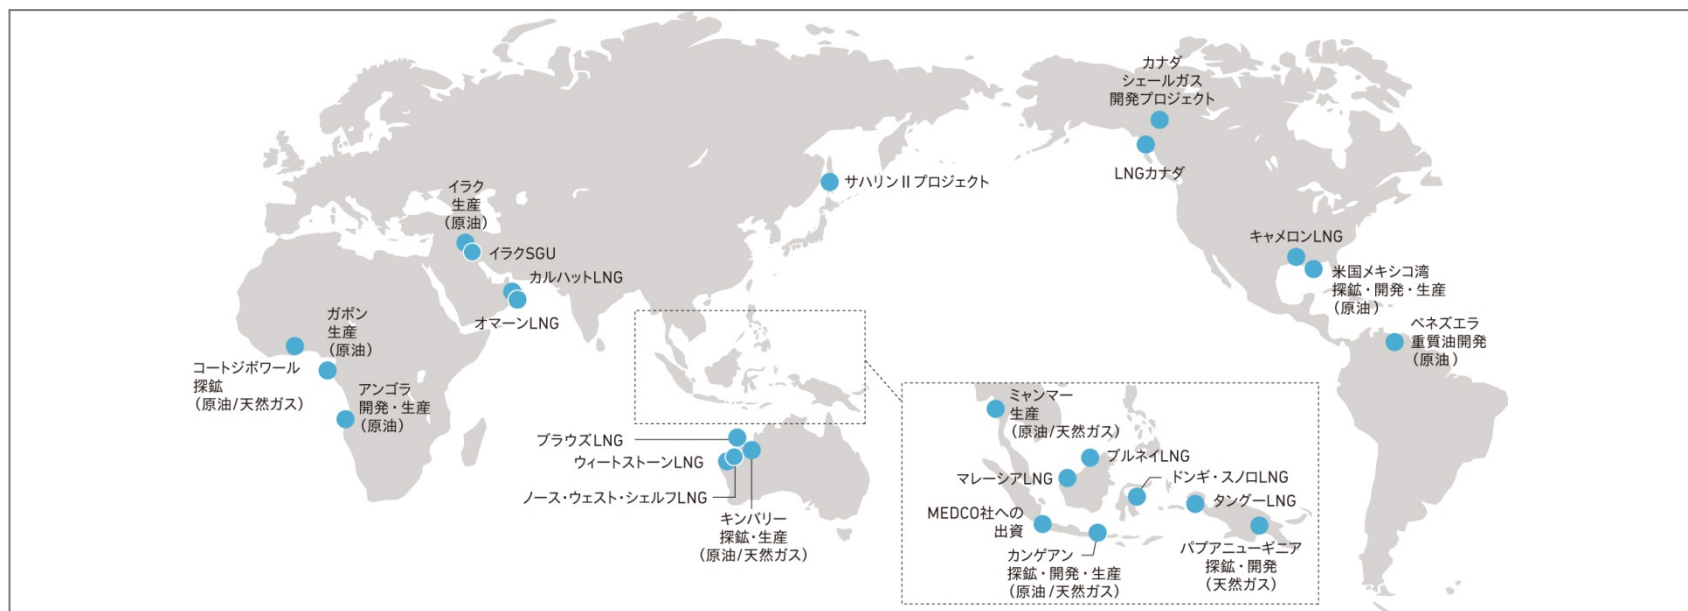 カナダ
シェールガス
開発プロジェクト
LNGカナダ
サハリンⅡプロジェクト
イラク
生産
(原油)
イラクSGU
カルハットLNG
オマーンLNG
キャメロンLNG
米国メキシコ湾
探鉱・開発・生産
(原油)
ベネズエラ
重質油開発
(原油)
ガボン
生産
(原油)
コートジボワール
探鉱
(原油/天然ガス)
アンゴラ
開発・生産
(原油)
ブラウズLNG
ウィートストーンLNG
ノース・ウェスト・シェルフLNG
キンバリー
探鉱・生産
(原油/天然ガス)
ミャンマー
生産
(原油/天然ガス)
ブルネイLNG
マレーシアLNG
ドンギ・スノロLNG
タングーLNG
MEDCO社への
出資
カンゲアン
探鉱・開発・生産
(原油/天然ガス)
パプアニューギニア
探鉱・開発
(天然ガス)